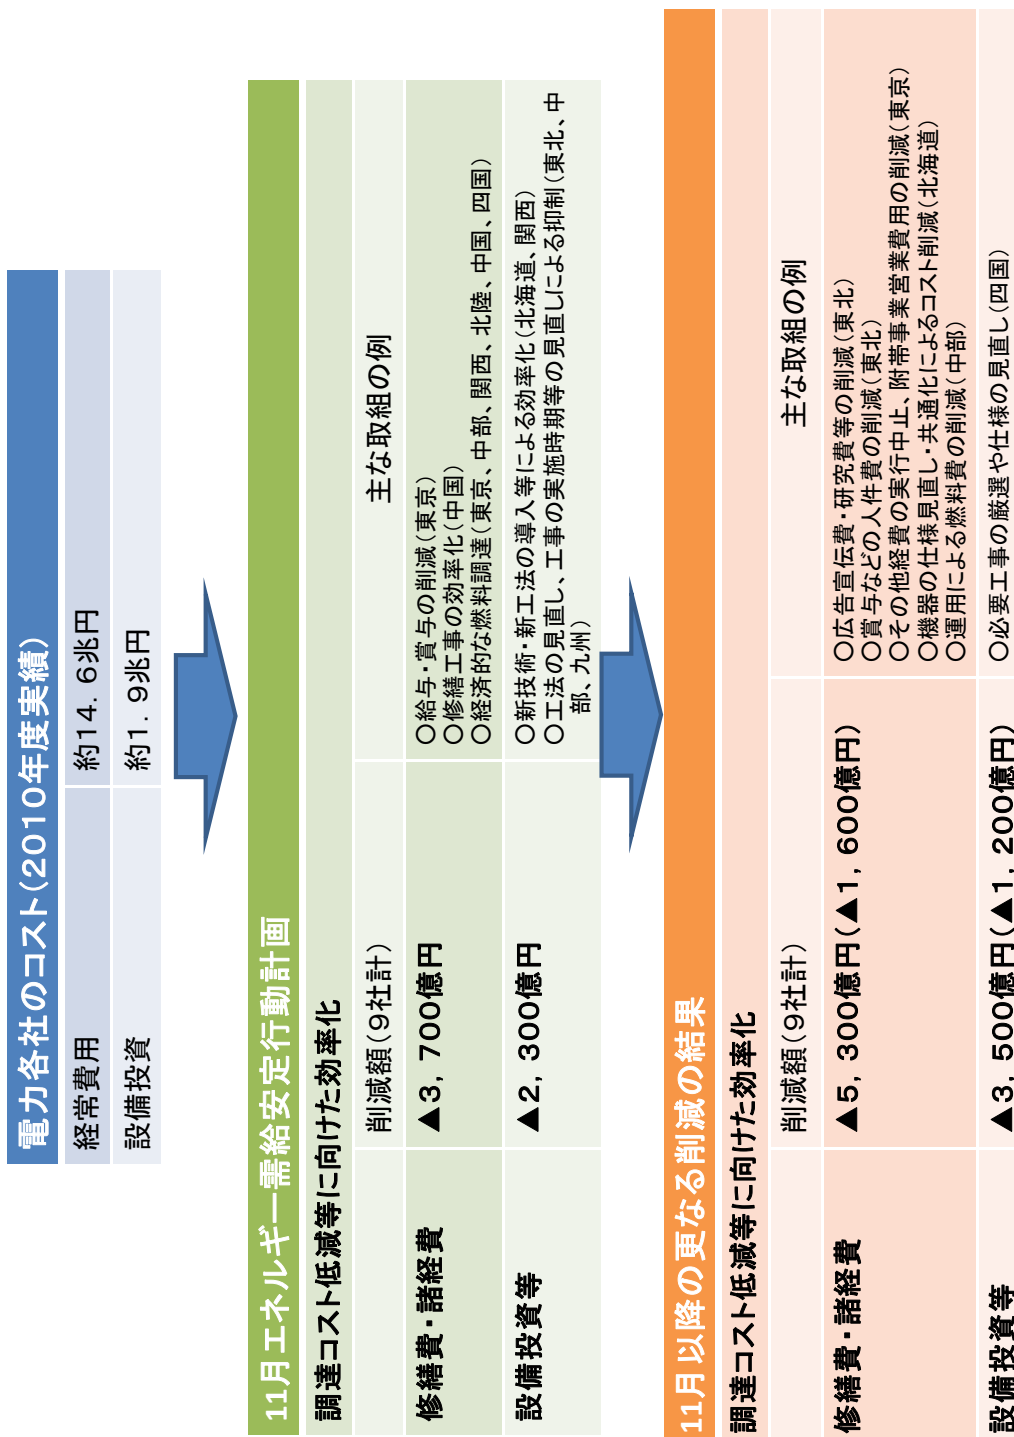 電力各社のコスト(2010年度実績)
経常費用 約14. 6兆円
設備投資 約1. 9兆円
11月エネルギー需給安定行動計画
調達コスト低減等に向けた効率化
削減額(9社計) 主な取組の例
修繕費・諸経費 ▲3, 700億円
○給与・賞与の削減(東京)
○修繕工事の効率化(中国)
○経済的な燃料調達(東京、中部、関西、北陸、中国、四国)
設備投資等 ▲2, 300億円
○新技術・新工法の導入等による効率化(北海道、関西)
○工法の見直し、工事の実施時期等の見直しによる抑制(東北、中
部、九州)
11月以降の更なる削減の結果
調達コスト低減等に向けた効率化
削減額(9社計) 主な取組の例
修繕費・諸経費 ▲5, 300億円(▲1, 600億円)
○広告宣伝費・研究費等の削減(東北)
○賞与などの人件費の削減(東北)
○その他経費の実行中止、附帯事業営業費用の削減(東京)
○機器の仕様見直し・共通化によるコスト削減(北海道)
○運用による燃料費の削減(中部)
設備投資等 ▲3, 500億円(▲1, 200億円)
○必要工事の厳選や仕様の見直し(四国)